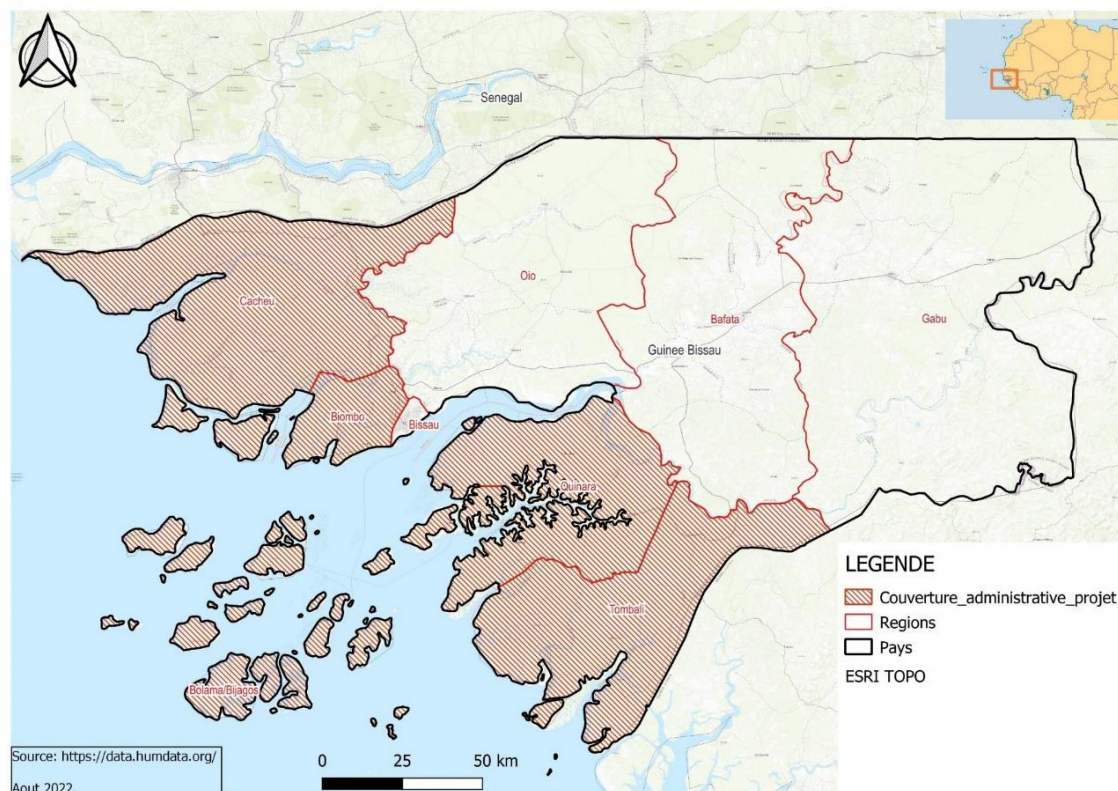 Senegal
Oio
Cacheu
Bafata
Gabu
Guinee Bissau
Biombo
Bissau
Quinara
Tombali
Bolama/Bijagos
LEGENDE
Couverture_administrative_projet
Regions
Pays
ESRI TOPO
Source: https://data.humdata.org/
Aout 2022
0 25 50 km